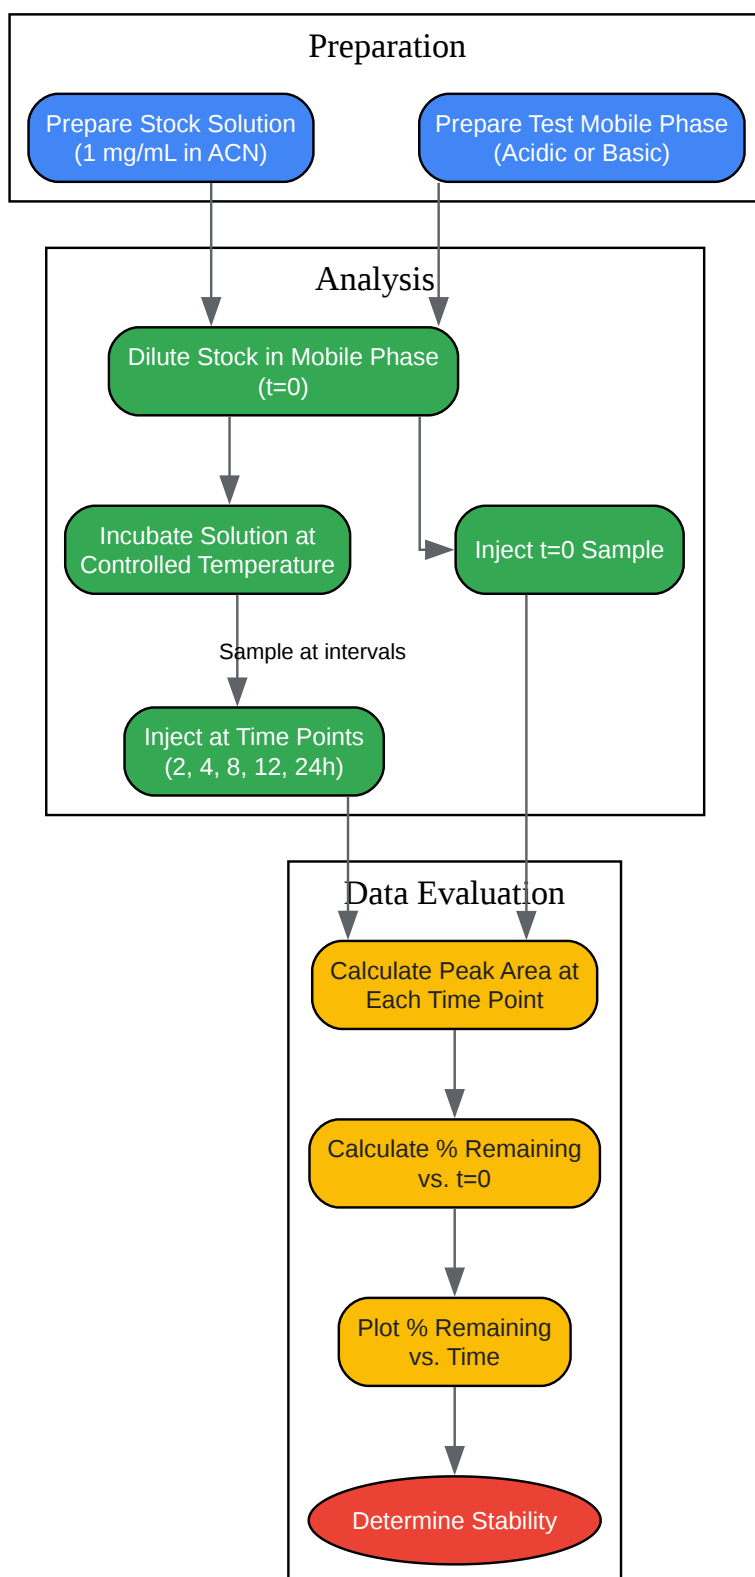 Preparation
Prepare Stock Solution
(1 mg/mL in ACN)
Prepare Test Mobile Phase
(Acidic or Basic)
Analysis
Dilute Stock in Mobile Phase
(t=0)
Incubate Solution at
Controlled Temperature
Inject t=0 Sample
Sample at intervals
Inject at Time Points
(2, 4, 8, 12, 24h)
Data Evaluation
Calculate Peak Area at
Each Time Point
Calculate % Remaining
vs. t=0
Plot % Remaining
vs. Time
Determine Stability